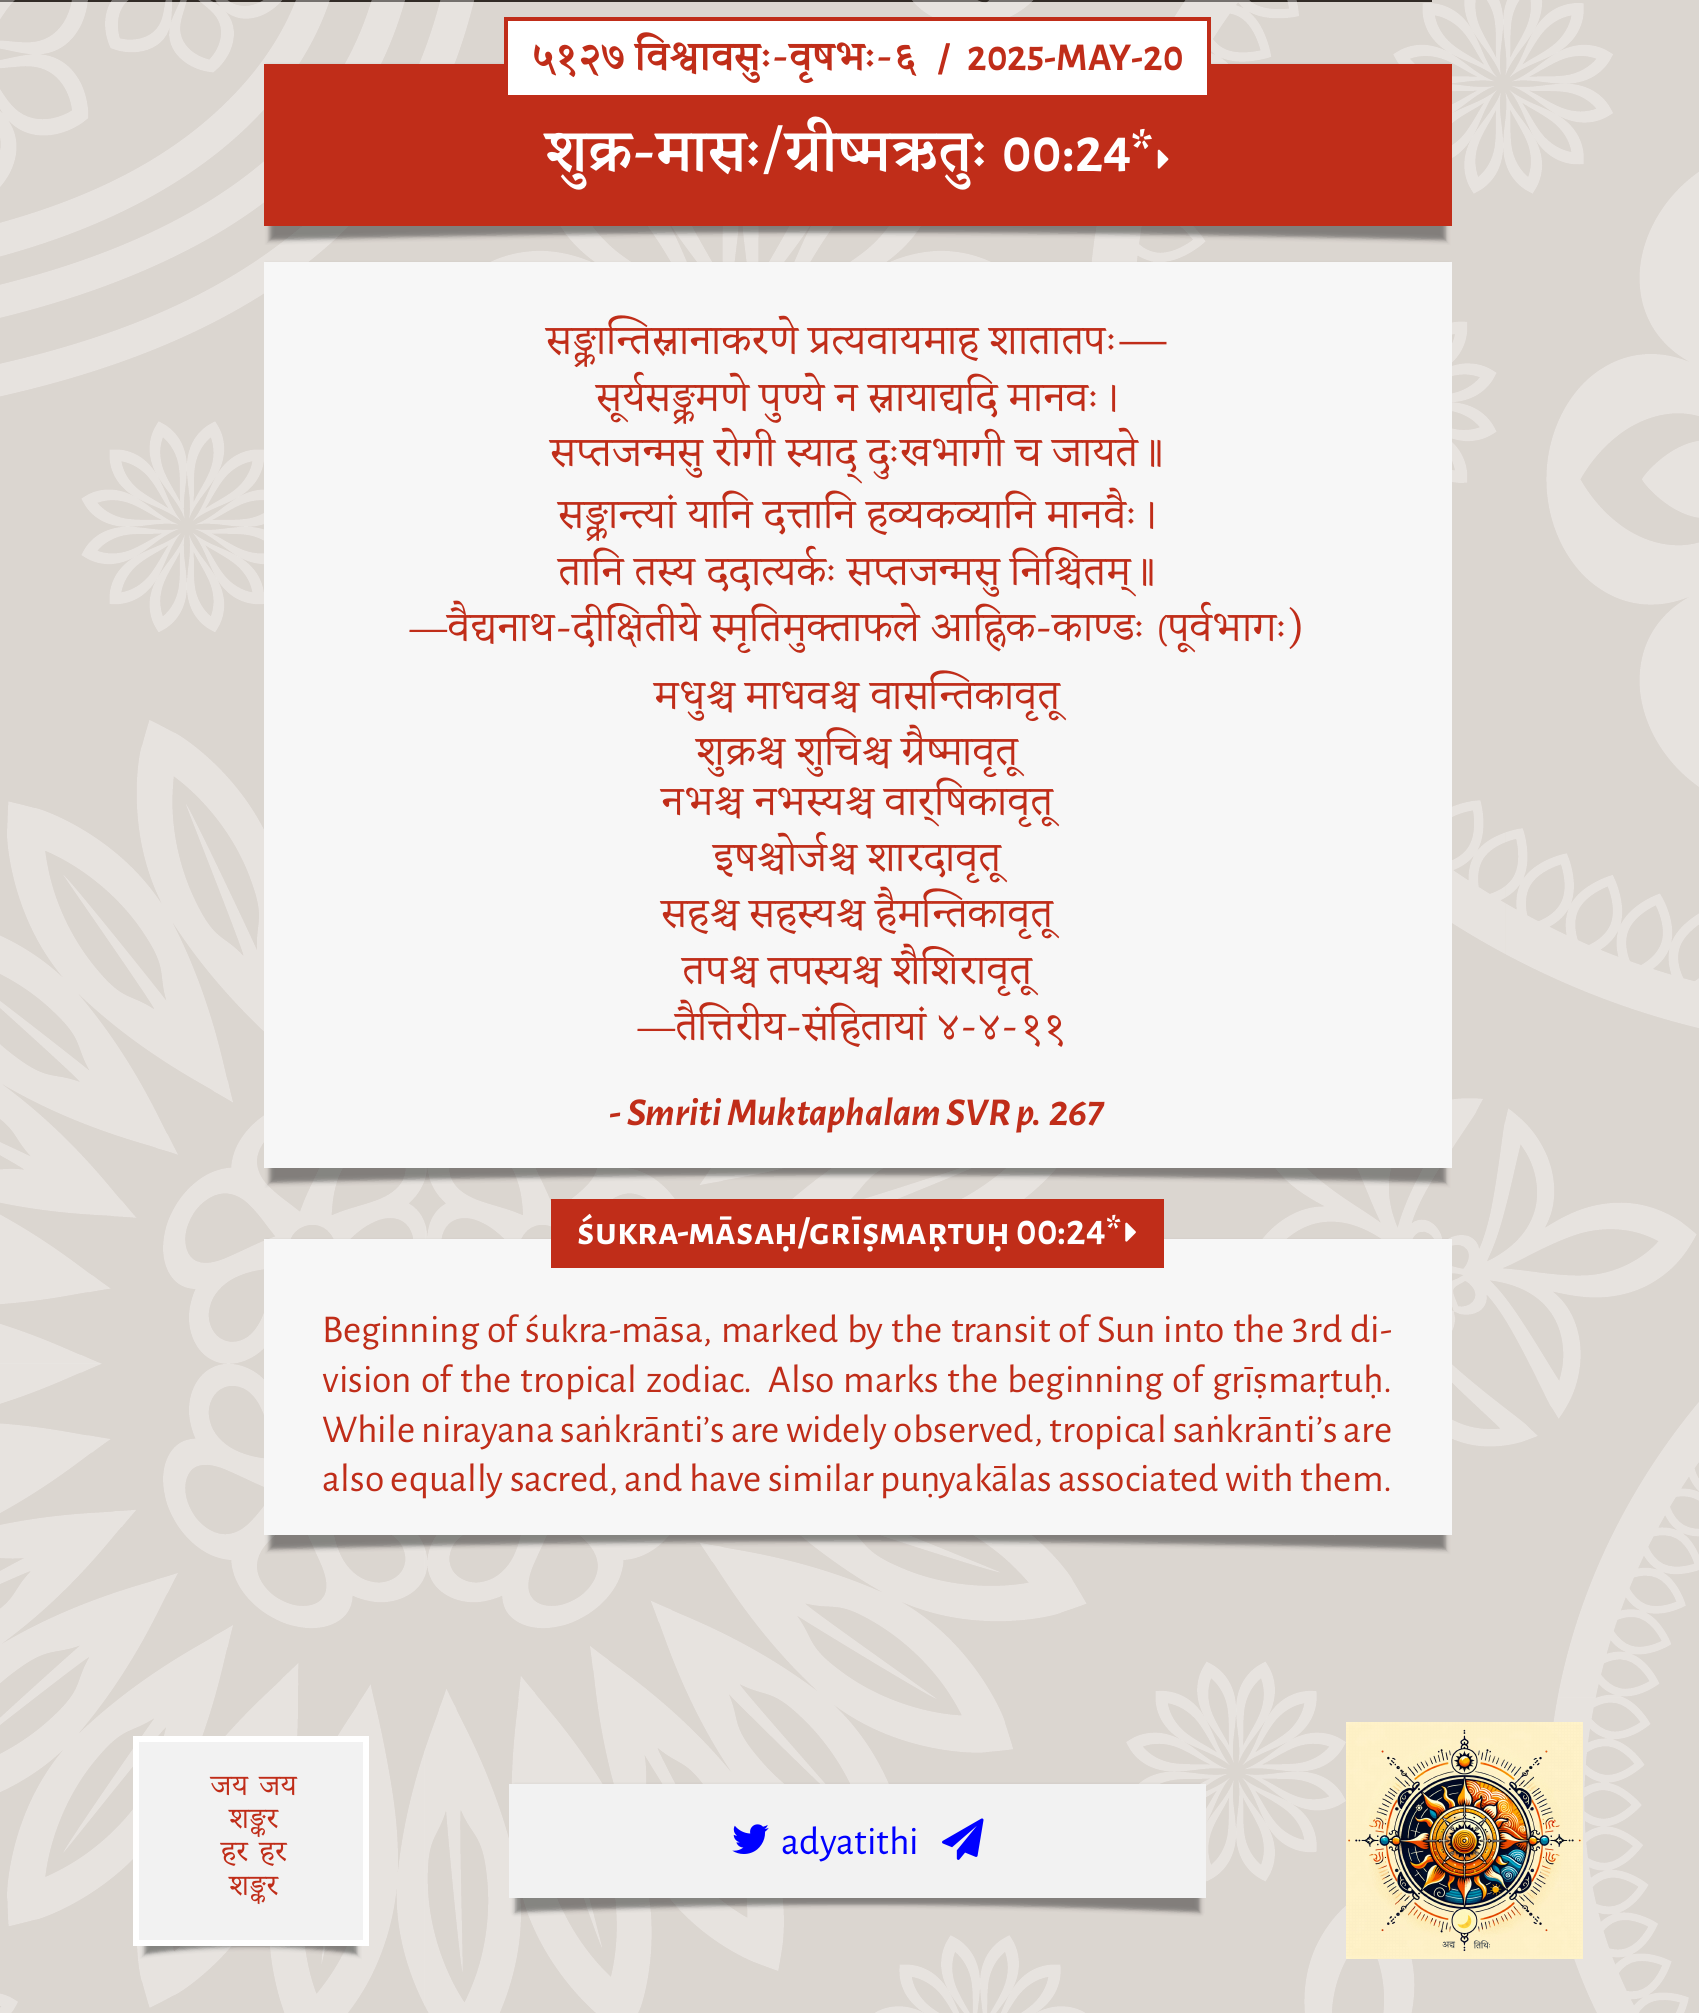 ५१२७ विश्वावसुः-वृषभः-६ / 2025-MAY-20
शुक्र-मासः/ग्रीष्मऋतुः 00:24*▸
सङ्क्रान्तिस्नानाकरणे प्रत्यवायमाह शातातपः—
सूर्यसङ्क्रमणे पुण्ये न स्नायाद्यदि मानवः।
सप्तजन्मसु रोगी स्याद् दुःखभागी च जायते॥
सङ्क्रान्त्यां यानि दत्तानि हव्यकव्यानि मानवैः।
तानि तस्य ददात्यर्कः सप्तजन्मसु निश्चितम्॥
—वैद्यनाथ-दीक्षितीये स्मृतिमुक्ताफले आह्निक-काण्डः (पूर्वभागः)
मधुश्च माधवश्च वासन्तिकावृतू
शुक्रश्च शुचिश्च ग्रैष्मावृतू
नभश्च नभस्यश्च वार्‌षिकावृतू
इषश्चोर्जश्च शारदावृतू
सहश्च सहस्यश्च हैमन्तिकावृतू
तपश्च तपस्यश्च शैशिरावृतू
—तैत्तिरीय-संहितायां ४-४-११
- Smriti Muktaphalam SVR p. 267
ŚUKRA-MĀSAḤ/GRĪṢMAṚTUḤ 00:24*▸
Beginning of śukra-māsa, marked by the transit of Sun into the 3rd di-
vision of the tropical zodiac. Also marks the beginning of grīṣmaṛtuḥ.
While nirayana saṅkrānti’s are widely observed, tropical saṅkrānti’s are
also equally sacred, and have similar puṇyakālas associated with them.
जय जय
शङ्कर
हर हर
शङ्कर
adyatithi
अद्य तिथिः